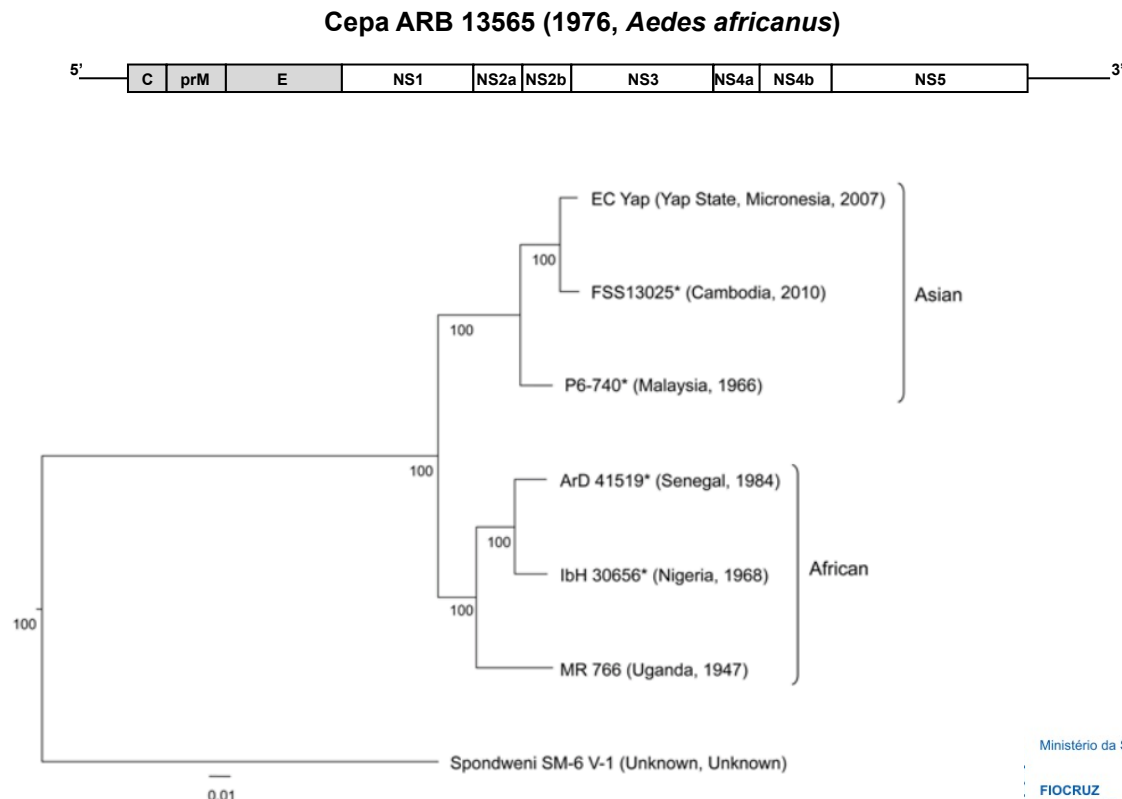 Cepa ARB 13565 (1976, Aedes africanus)
5’ C prM E NS1 NS2a NS2b NS3 NS4a NS4b NS5 3’
EC Yap (Yap State, Micronesia, 2007)
100
FSS13025* (Cambodia, 2010)
Asian
100
P6-740* (Malaysia, 1966)
100
ArD 41519* (Senegal, 1984)
100
IbH 30656* (Nigeria, 1968)
African
100
100
MR 766 (Uganda, 1947)
Ministério da S
Spondweni SM-6 V-1 (Unknown, Unknown)
0.01
FIOCRUZ